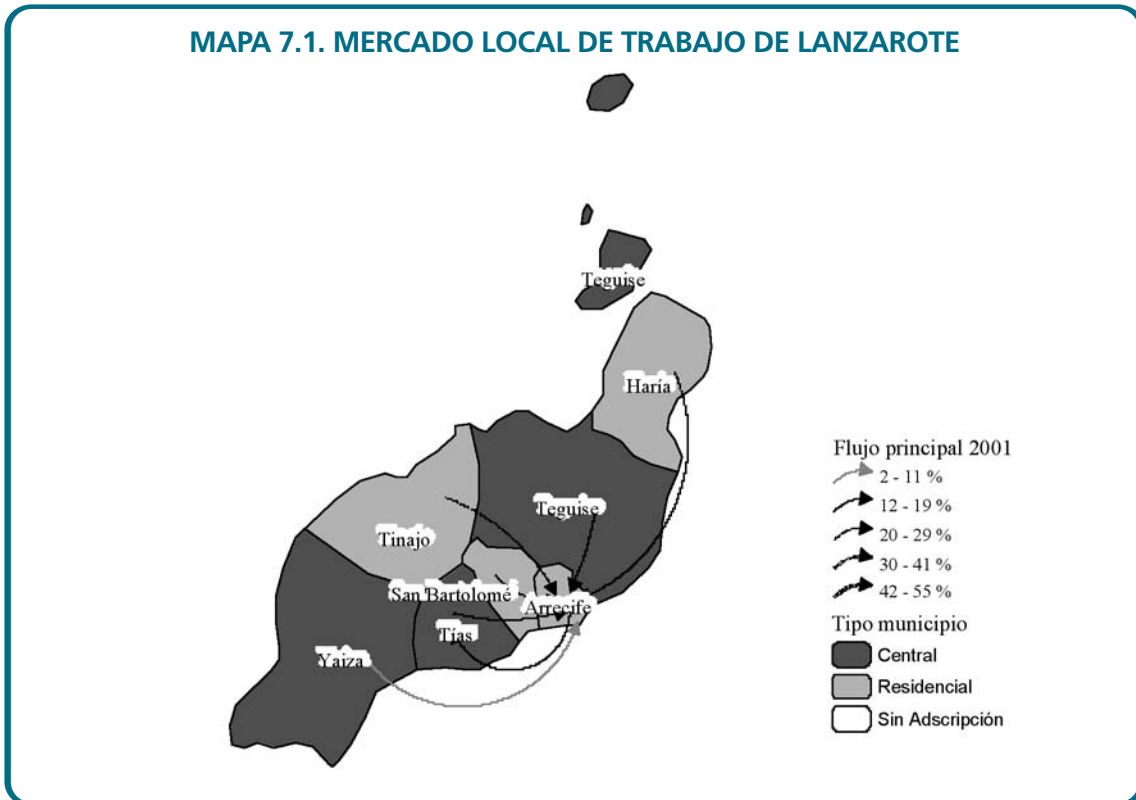 MAPA 7.1. MERCADO LOCAL DE TRABAJO DE LANZAROTE
Teguise
Haría
Teguise
Tinajo
San Bartolomé
Arrecife
Tías
Yaiza
Flujo principal 2001
2 - 11 %
12 - 19 %
20 - 29 %
30 - 41 %
42 - 55 %
Tipo municipio
Central
Residencial
Sin Adscripción